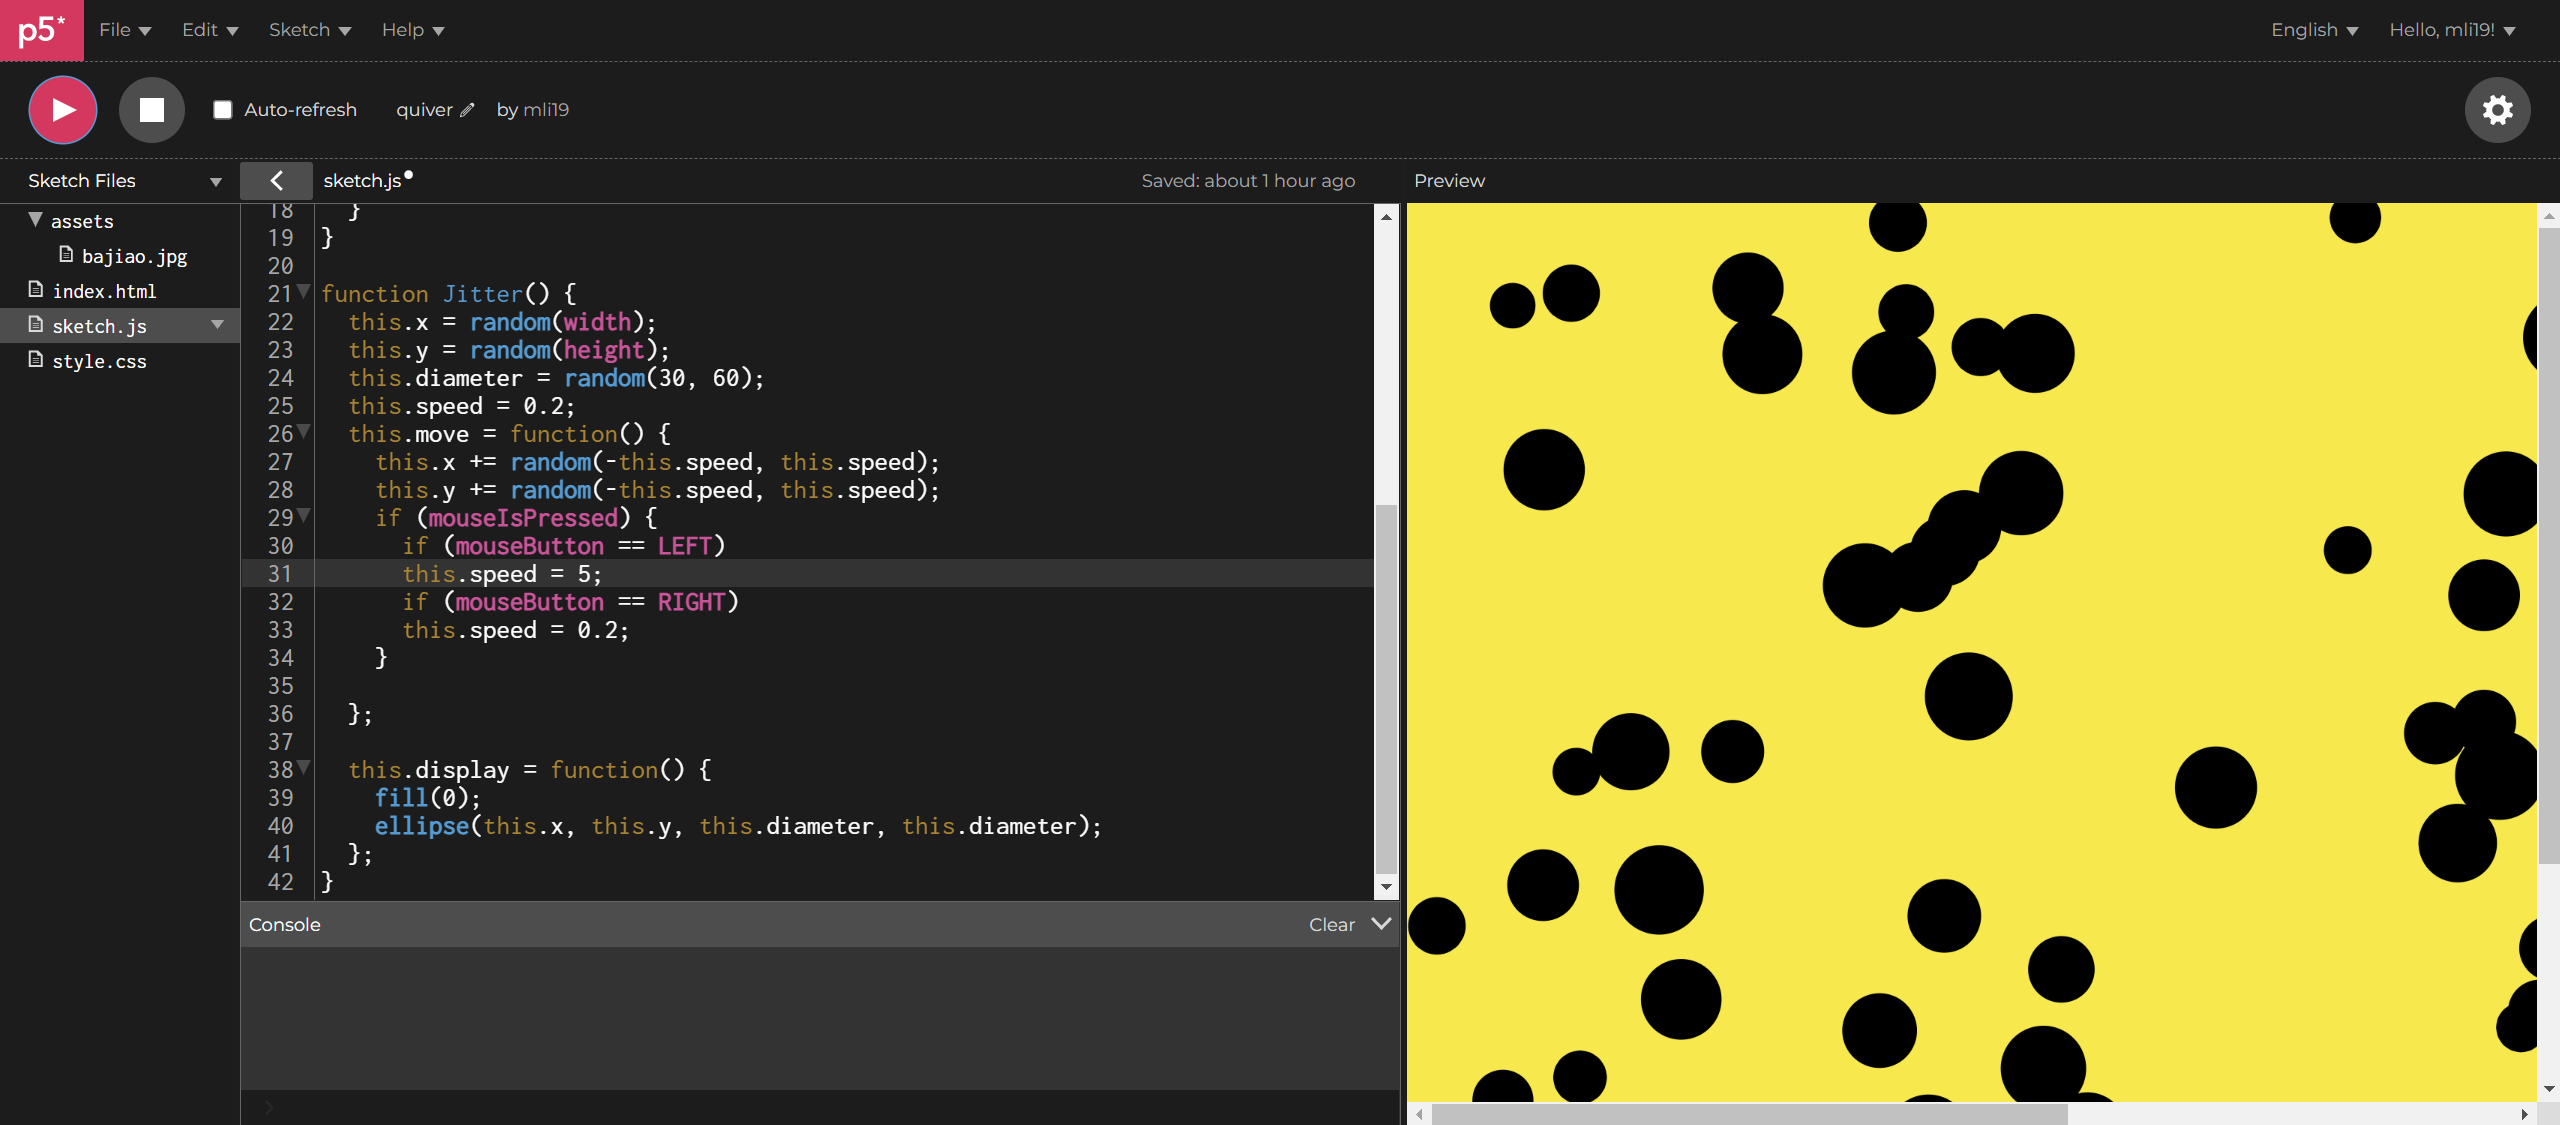 p5* File Edit Sketch Help English Hello, mli19!
Auto-refresh quiver by mli19
Sketch Files sketch.js Saved: about 1 hour ago Preview
assets
bajiao.jpg
index.html
sketch.js
style.css
18 }
19 }
20
21 function Jitter() {
22 this.x = random(width);
23 this.y = random(height);
24 this.diameter = random(30, 60);
25 this.speed = 0.2;
26 this.move = function() {
27 this.x += random(-this.speed, this.speed);
28 this.y += random(-this.speed, this.speed);
29 if (mouseIsPressed) {
30 if (mouseButton == LEFT)
31 this.speed = 5;
32 if (mouseButton == RIGHT)
33 this.speed = 0.2;
34 }
35
36 };
37
38 this.display = function() {
39 fill(0);
40 ellipse(this.x, this.y, this.diameter, this.diameter);
41 };
42 }
Console Clear